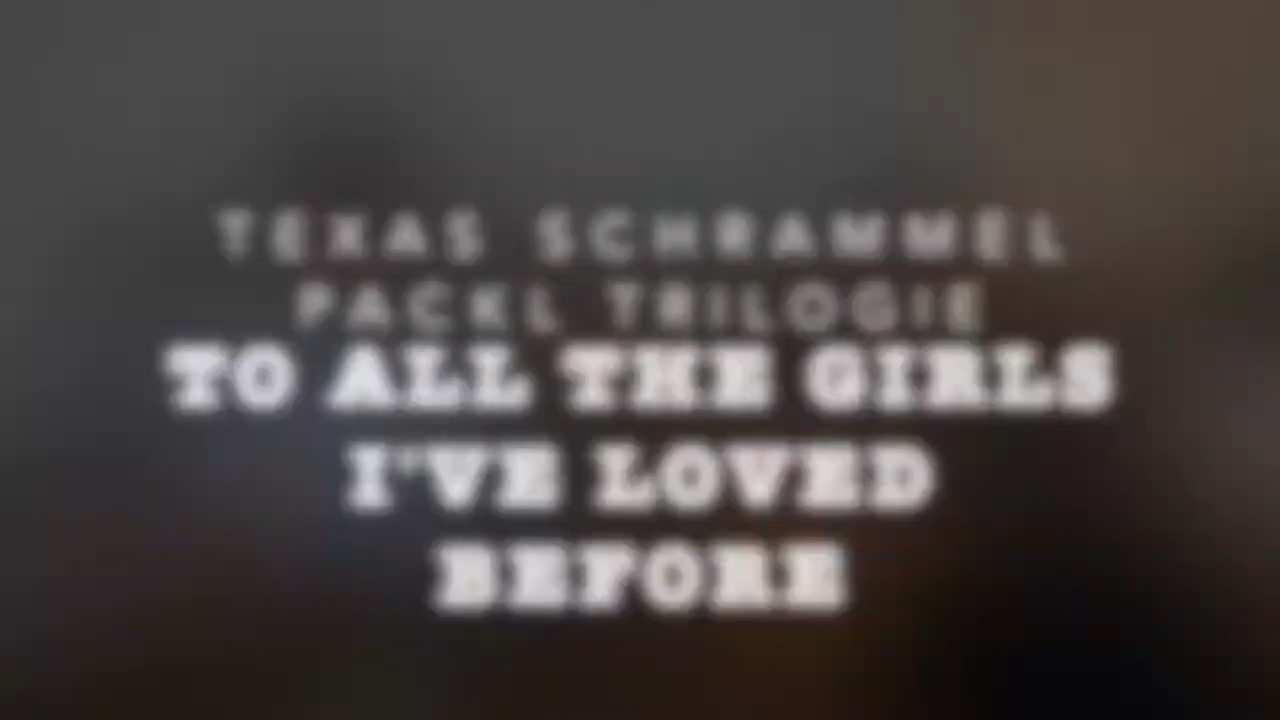 TEXAS SCHRAMMEL
PACKL TRILOGIE
TO ALL THE GIRLS
I'VE LOVED
BEFORE